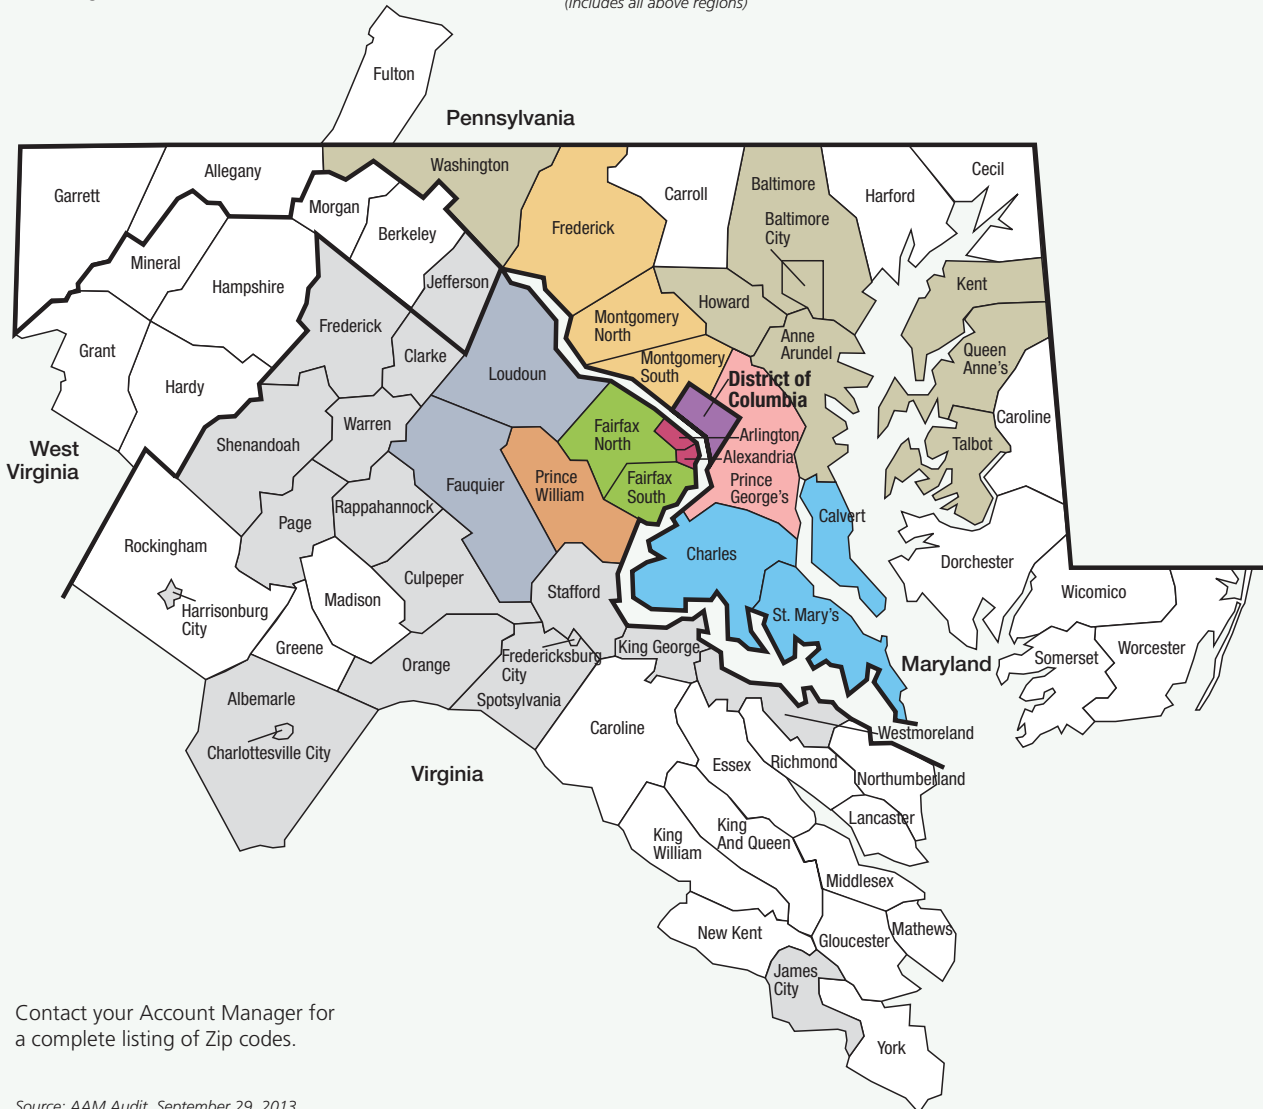 (includes all above regions)
Fulton
Pennsylvania
Garrett
Allegany
Washington
Carroll
Baltimore
Harford
Cecil
Morgan
Berkeley
Frederick
Baltimore
City
Mineral
Hampshire
Jefferson
Howard
Kent
Frederick
Montgomery
North
Anne
Arundel
Grant
Clarke
Montgomery
South
Queen
Anne's
Hardy
Loudoun
District of
Columbia
Caroline
West
Virginia
Shenandoah
Warren
Fairfax
North
Arlington
Alexandria
Talbot
Fauquier
Prince
William
Fairfax
South
Prince
George's
Page
Rappahannock
Calvert
Rockingham
Charles
Dorchester
Culpeper
Stafford
Wicomico
Harrisonburg
City
Madison
St. Mary's
Greene
Orange
Fredericksburg
City
King George
Maryland
Somerset
Worcester
Albemarle
Spotsylvania
Caroline
Westmoreland
Charlottesville City
Virginia
Essex
Richmond
Northumberland
Lancaster
King
William
King
And Queen
Middlesex
New Kent
Gloucester
Mathews
James
City
York
Contact your Account Manager for
a complete listing of Zip codes.
Source: AAM Audit, September 29, 2013